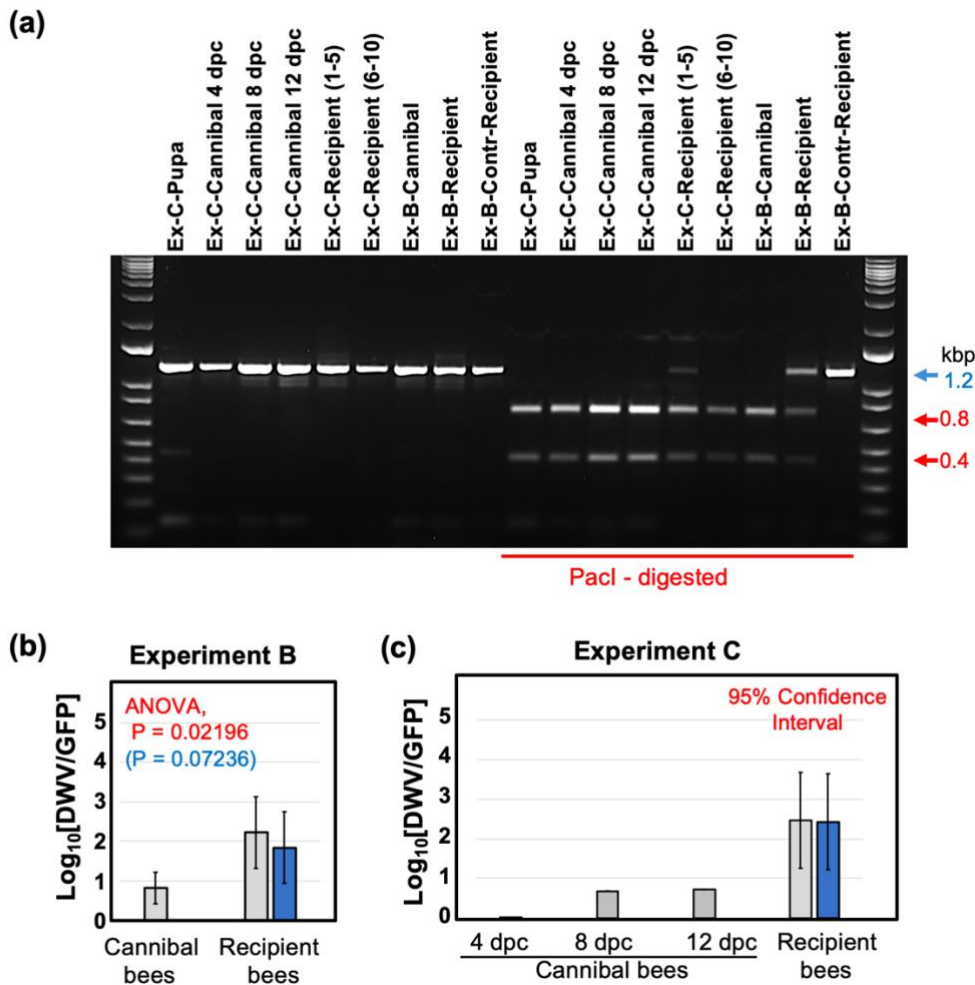 (a)
Ex-C-Pupa
Ex-C-Cannibal 4 dpc
Ex-C-Cannibal 8 dpc
Ex-C-Cannibal 12 dpc
Ex-C-Recipient (1-5)
Ex-C-Recipient (6-10)
Ex-B-Cannibal
Ex-B-Recipient
Ex-B-Contr-Recipient
Ex-C-Pupa
Ex-C-Cannibal 4 dpc
Ex-C-Cannibal 8 dpc
Ex-C-Cannibal 12 dpc
Ex-C-Recipient (1-5)
Ex-C-Recipient (6-10)
Ex-B-Cannibal
Ex-B-Recipient
Ex-B-Contr-Recipient
kbp
1.2
0.8
0.4
PacI - digested
(b)
Experiment B
Log10[DWV/GFP]
ANOVA,
P = 0.02196
(P = 0.07236)
5
4
3
2
1
0
Cannibal
bees
Recipient
bees
(c)
Experiment C
Log10[DWV/GFP]
95% Confidence
Interval
5
4
3
2
1
0
4 dpc
8 dpc
12 dpc
Cannibal bees
Recipient
bees